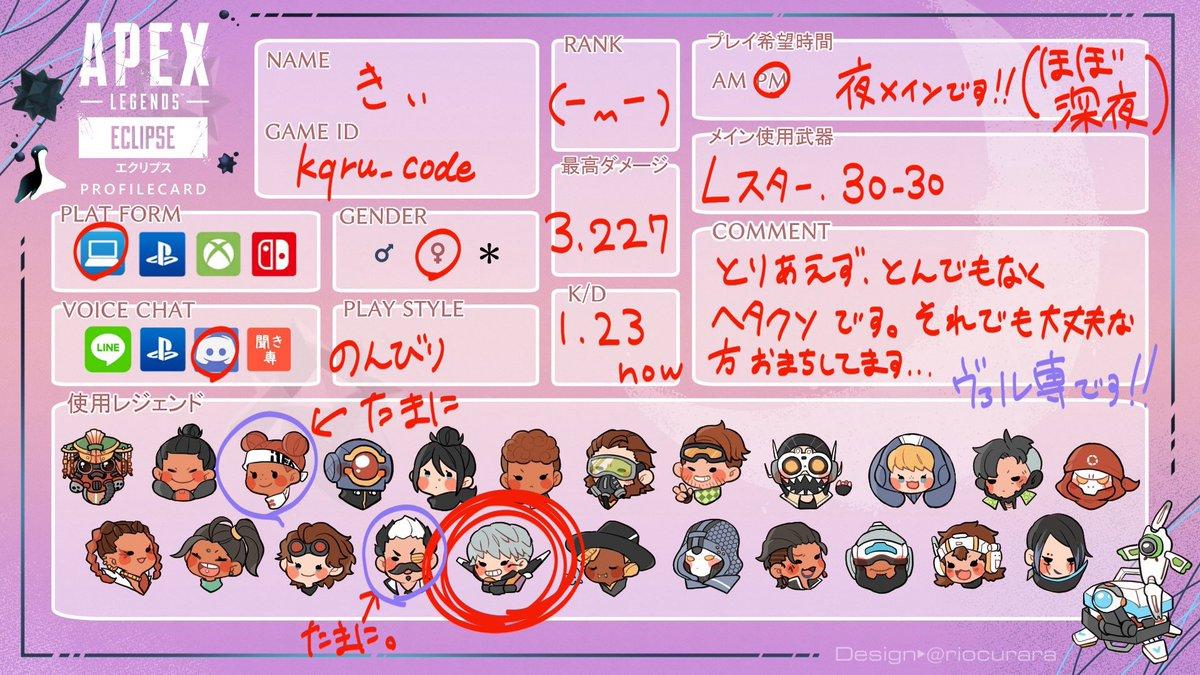 APEX
LEGENDS
ECLIPSE
エクリプス
PROFILECARD
NAME
きぃ
GAME ID
kqru_code
RANK
(-~-)
最高ダメージ
3.227
K/D
1.23
now
プレイ希望時間
AM PM
夜メインです!!(ほぼ深夜)
メイン使用武器
Lスター. 30-30
COMMENT
とりあえず、とんでもなく
ヘタクソです。それでも大丈夫な
方おまちしてます...
ヴァル専です!!
PLAT FORM
GENDER
♂ ♀ *
VOICE CHAT
LINE
聞き
専
PLAY STYLE
のんびり
使用レジェンド
←たまに
たまに。
Design▸@riocurara